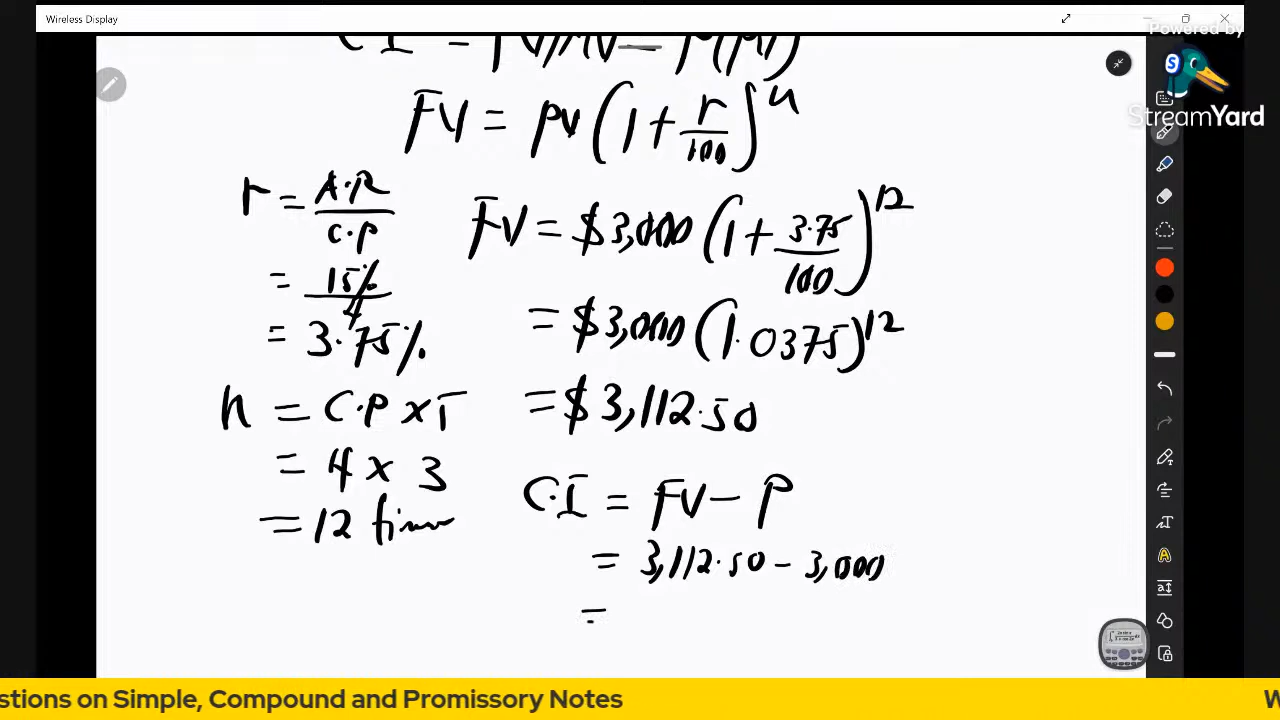 Wireless Display
Powered by
StreamYard
FV = PV (1 + r/100)^n
r = A.R/C.P
= 15%/4
= 3.75%
n = C.P x T
= 4 x 3
= 12 times
FV = $3,000 (1 + 3.75/100)^12
= $3,000 (1.0375)^12
= $3,112.50
C.I = FV – P
= 3,112.50 – 3,000
=
stions on Simple, Compound and Promissory Notes
W